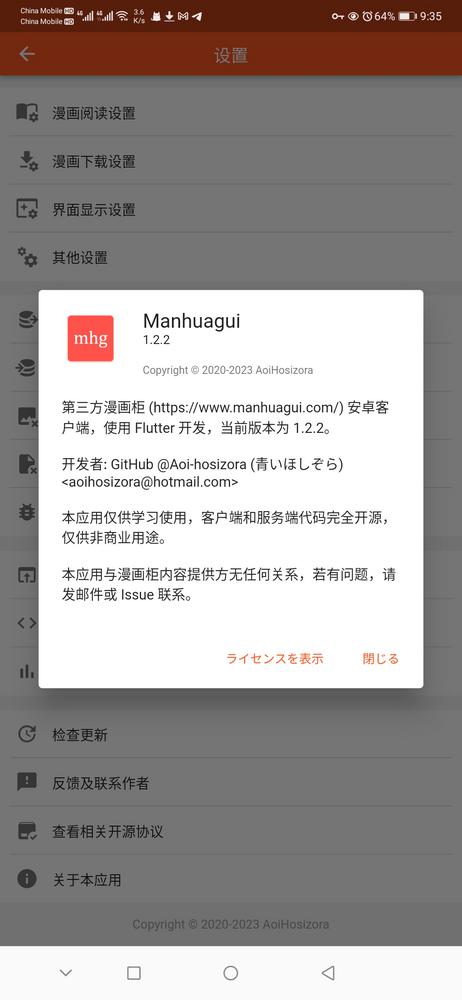 China Mobile HD
China Mobile HD
4G
4G
3.6
K/s
64%
9:35
设置
漫画阅读设置
漫画下载设置
界面显示设置
其他设置
mhg
Manhuagui
1.2.2
Copyright © 2020-2023 AoiHosizora
第三方漫画柜 (https://www.manhuagui.com/) 安卓客
户端，使用 Flutter 开发，当前版本为 1.2.2。
开发者: GitHub @Aoi-hosizora (青いほしぞら)
<aoihosizora@hotmail.com>
本应用仅供学习使用，客户端和服务端代码完全开源，
仅供非商业用途。
本应用与漫画柜内容提供方无任何关系，若有问题，请
发邮件或 Issue 联系。
ライセンスを表示
閉じる
检查更新
反馈及联系作者
查看相关开源协议
关于本应用
Copyright © 2020-2023 AoiHosizora